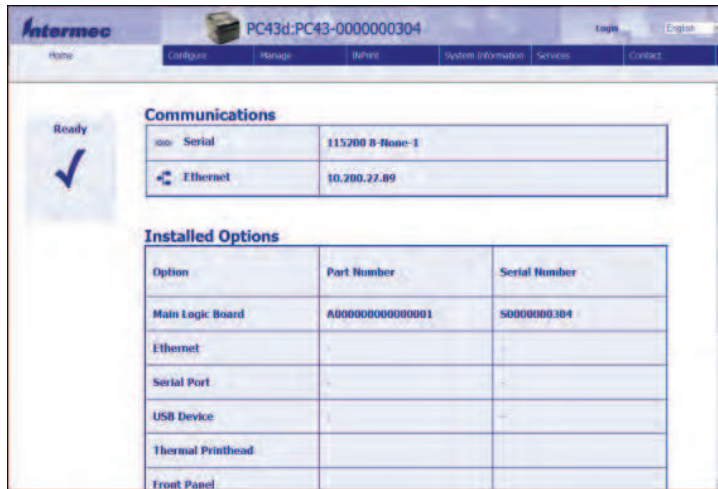 Intermec PC43d:PC43-0000000304 Login English
Home Configure Manage INPrint System Information Services Contact
Ready
Communications
Serial 115200 8-None-1
Ethernet 10.200.27.89
Installed Options
Option Part Number Serial Number
Main Logic Board A000000000000001 S0000000304
Ethernet - -
Serial Port - -
USB Device - -
Thermal Printhead
Front Panel